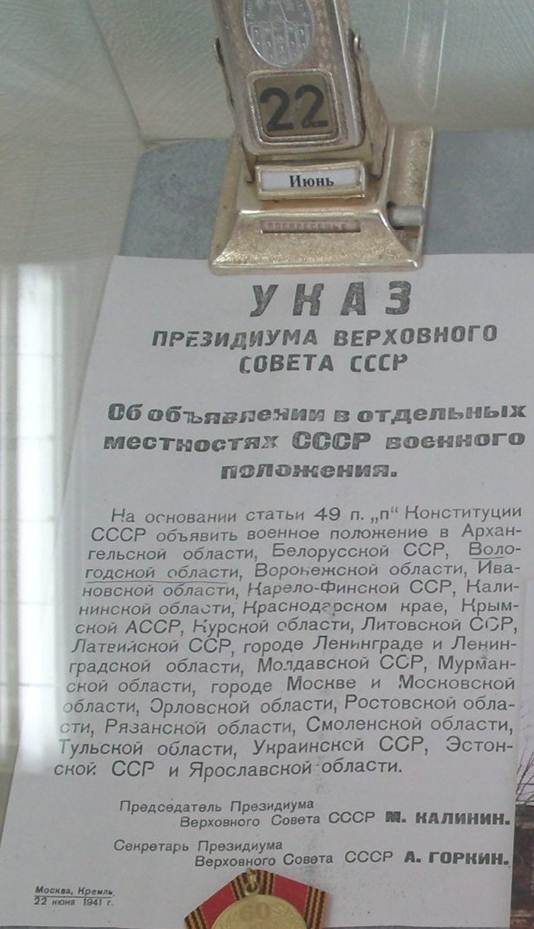 22
Июнь
ВОСКРЕСЕНЬЕ
УКАЗ
ПРЕЗИДИУМА ВЕРХОВНОГО
СОВЕТА СССР
Об объявлении в отдельных
местностях СССР военного
положения.
На основании статьи 49 п. „п" Конституции
СССР объявить военное положение в Архан-
гельской области, Белорусской ССР, Воло-
годской области, Воронежской области, Ива-
новской области, Карело-Финской ССР, Кали-
нинской области, Краснодарском крае, Крым-
ской АССР, Курской области, Литовской ССР,
Латвийской ССР, городе Ленинграде и Ленин-
градской области, Молдавской ССР, Мурман-
ской области, городе Москве и Московской
области, Орловской области, Ростовской обла-
сти, Рязанской области, Смоленской области,
Тульской области, Украинской ССР, Эстон-
ской ССР и Ярославской области.
Председатель Президиума
Верховного Совета СССР М. КАЛИНИН.
Секретарь Президиума
Верховного Совета СССР А. ГОРКИН.
Москва, Кремль.
22 июня 1941 г.
60